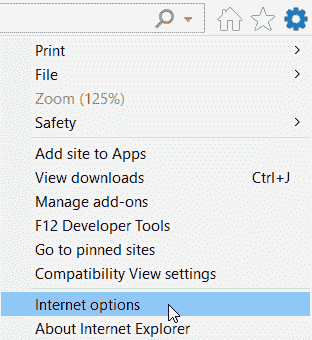 Print
File
Zoom (125%)
Safety
Add site to Apps
View downloads Ctrl+J
Manage add-ons
F12 Developer Tools
Go to pinned sites
Compatibility View settings
Internet options
About Internet Explorer